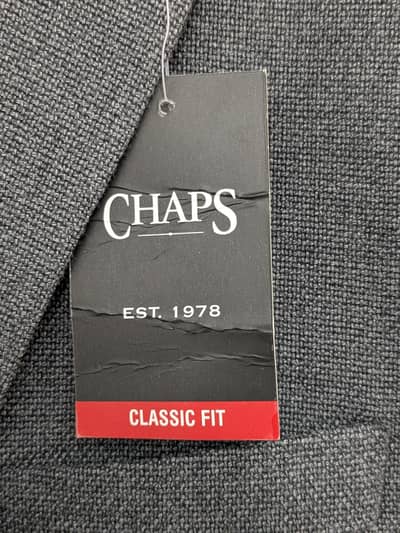 CHAPS
EST. 1978
CLASSIC FIT